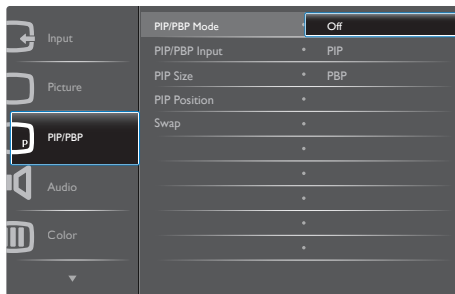 Input
Picture
P
PIP/PBP
Audio
Color
▼
PIP/PBP Mode • Off
PIP/PBP Input • PIP
PIP Size • PBP
PIP Position •
Swap •
•
•
•
•
•